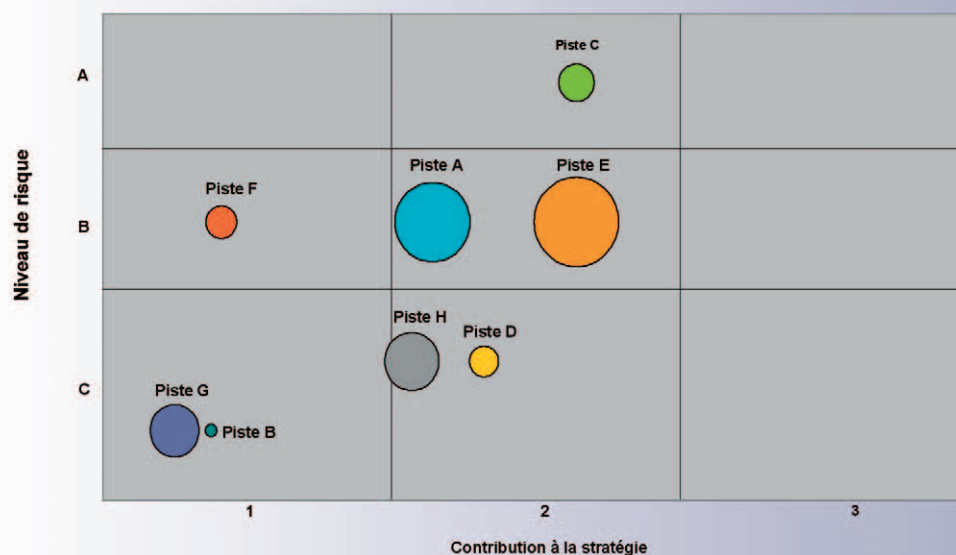 Piste C
A
Piste A
Piste E
Piste F
Niveau de risque
B
Piste H
Piste D
C
Piste G
Piste B
1
2
3
Contribution à la stratégie